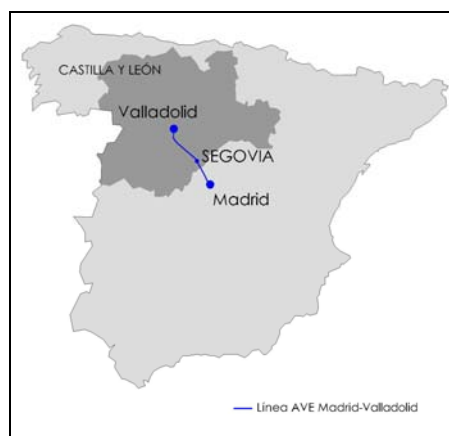 CASTILLA Y LEÓN
Valladolid
SEGOVIA
Madrid
Línea AVE Madrid-Valladolid